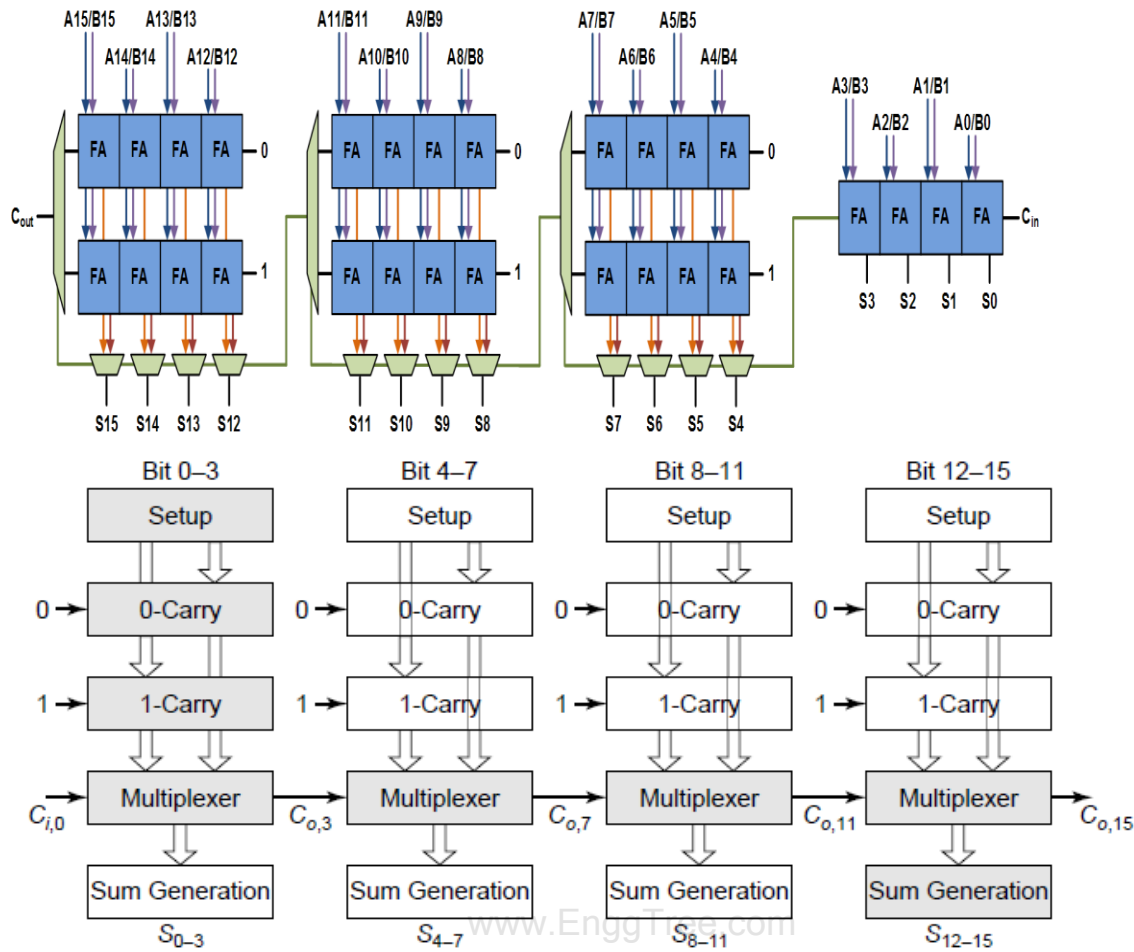 A15/B15 A13/B13 A11/B11 A9/B9 A7/B7 A5/B5
A14/B14 A12/B12 A10/B10 A8/B8 A6/B6 A4/B4
A3/B3 A1/B1
A2/B2 A0/B0
FA FA FA FA 0 FA FA FA FA 0 FA FA FA FA 0
Cout FA FA FA FA Cin
FA FA FA FA 1 FA FA FA FA 1 FA FA FA FA 1
S3 S2 S1 S0
S15 S14 S13 S12 S11 S10 S9 S8 S7 S6 S5 S4
Bit 0–3 Bit 4–7 Bit 8–11 Bit 12–15
Setup Setup Setup Setup
0 0-Carry 0 0-Carry 0 0-Carry 0 0-Carry
1 1-Carry 1 1-Carry 1 1-Carry 1 1-Carry
Multiplexer Multiplexer Multiplexer Multiplexer
Ci,0 Co,3 Co,7 Co,11 Co,15
Sum Generation Sum Generation Sum Generation Sum Generation
www.EnggTree.com
S0–3 S4–7 S8–11 S12–15